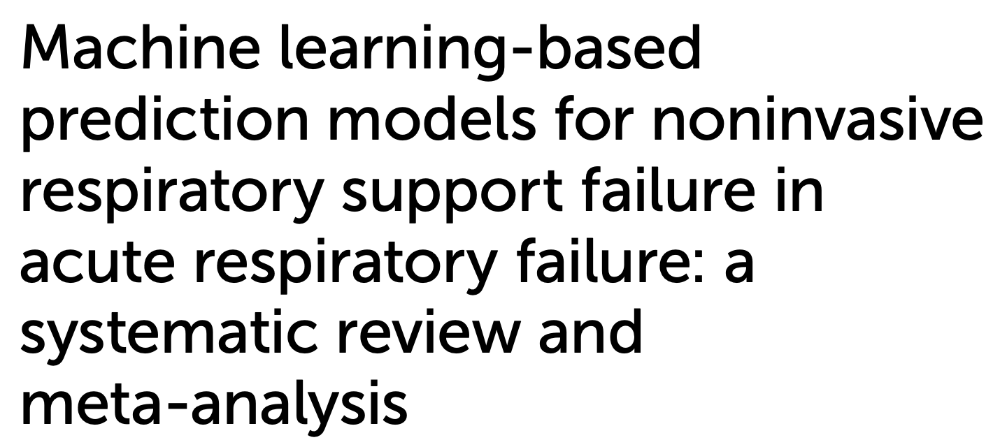 Machine learning-based
prediction models for noninvasive
respiratory support failure in
acute respiratory failure: a
systematic review and
meta-analysis